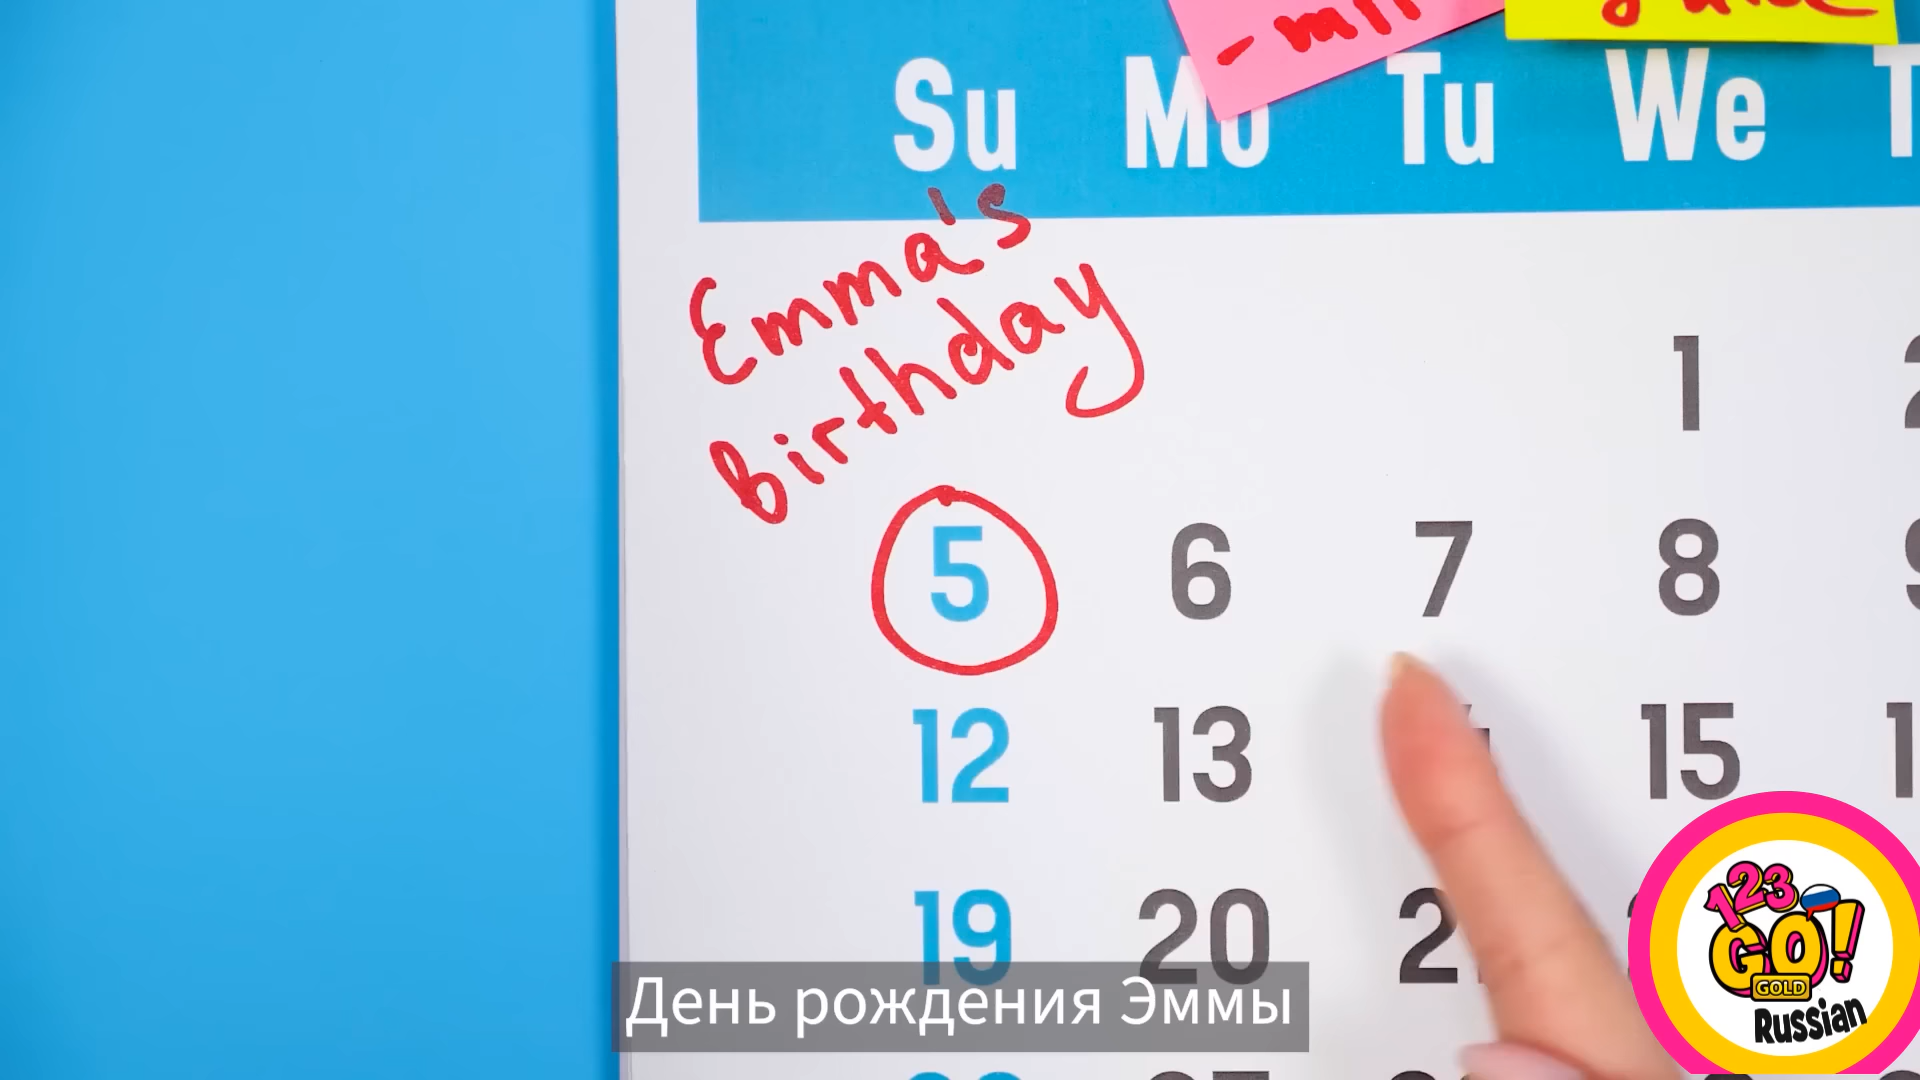 Su Mo Tu We
Emma's
Birthday
1
5 6 7 8
12 13 15
19 20
День рождения Эммы
123
GO!
GOLD
Russian